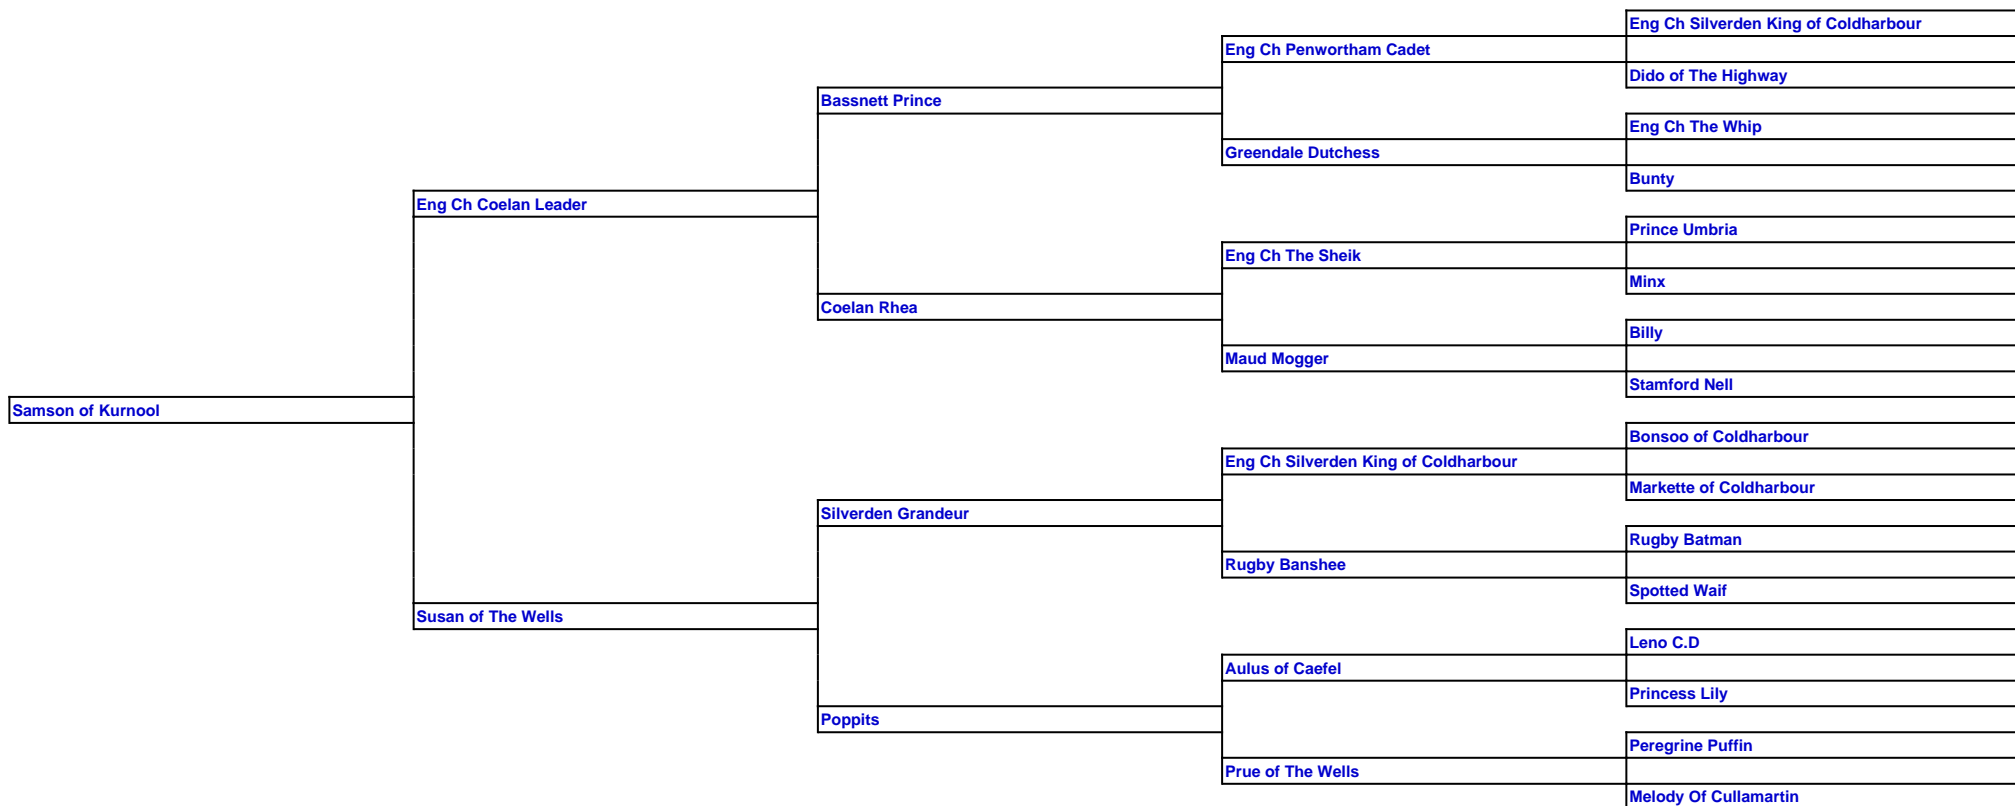 Eng Ch Silverden King of Coldharbour
Eng Ch Penwortham Cadet
Dido of The Highway
Bassnett Prince
Eng Ch The Whip
Greendale Dutchess
Bunty
Eng Ch Coelan Leader
Prince Umbria
Eng Ch The Sheik
Minx
Coelan Rhea
Billy
Maud Mogger
Stamford Nell
Samson of Kurnool
Bonsoo of Coldharbour
Eng Ch Silverden King of Coldharbour
Markette of Coldharbour
Silverden Grandeur
Rugby Batman
Rugby Banshee
Spotted Waif
Susan of The Wells
Leno C.D
Aulus of Caefel
Princess Lily
Poppits
Peregrine Puffin
Prue of The Wells
Melody Of Cullamartin